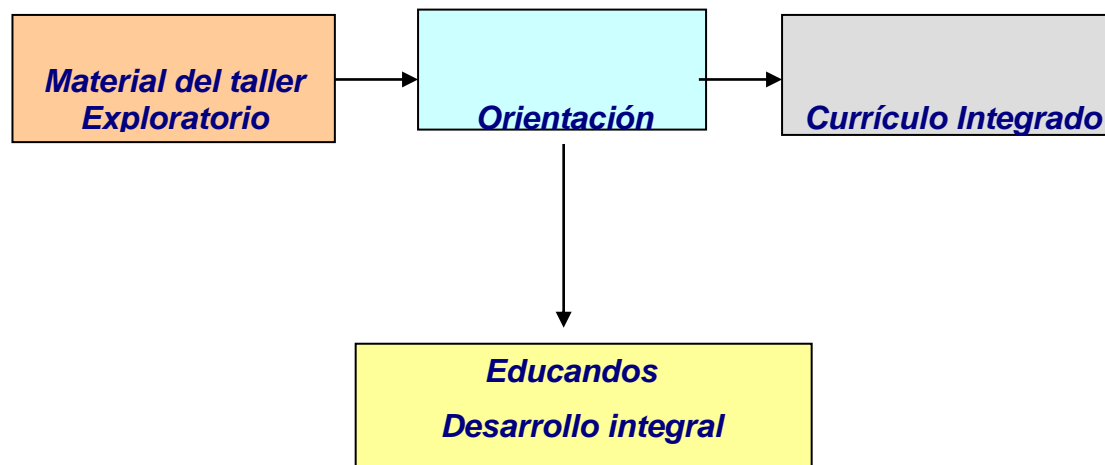 Material del taller
Exploratorio
Orientación
Currículo Integrado
Educandos
Desarrollo integral